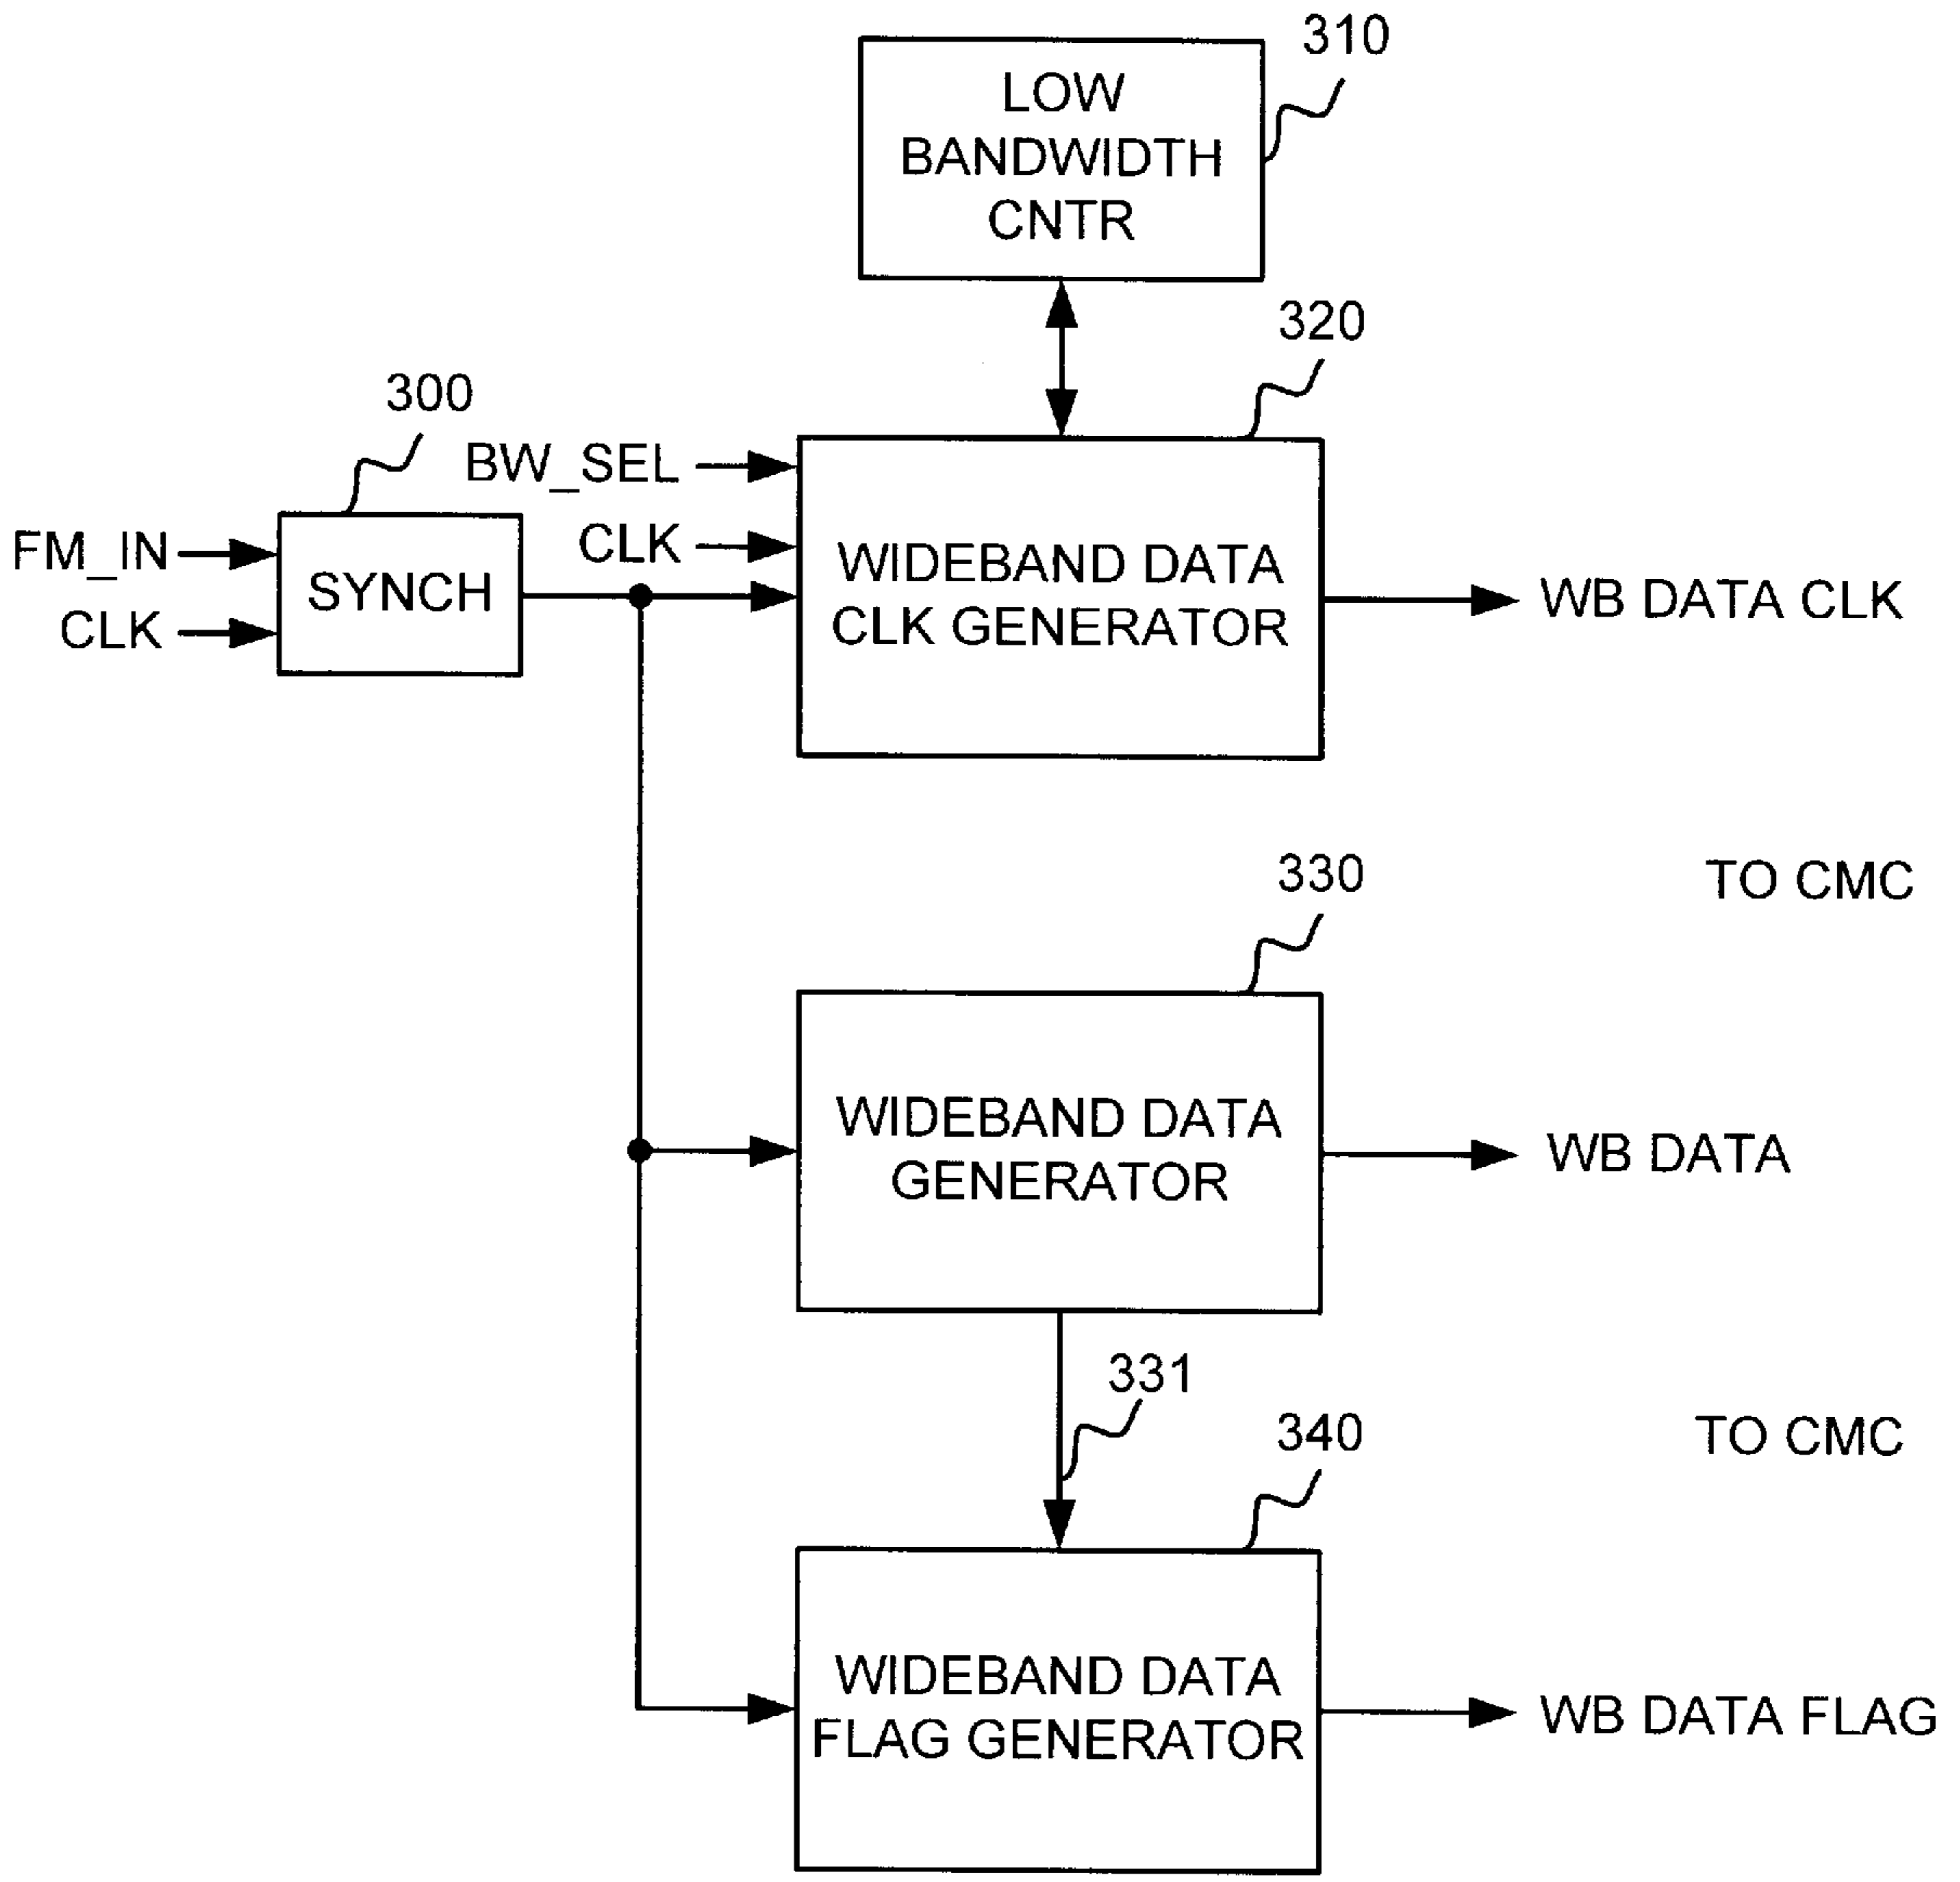 310
LOW
BANDWIDTH
CNTR
320
300
BW_SEL
CLK
FM_IN
CLK
SYNCH
WIDEBAND DATA
CLK GENERATOR
WB DATA CLK
330
TO CMC
WIDEBAND DATA
GENERATOR
WB DATA
331
340
TO CMC
WIDEBAND DATA
FLAG GENERATOR
WB DATA FLAG